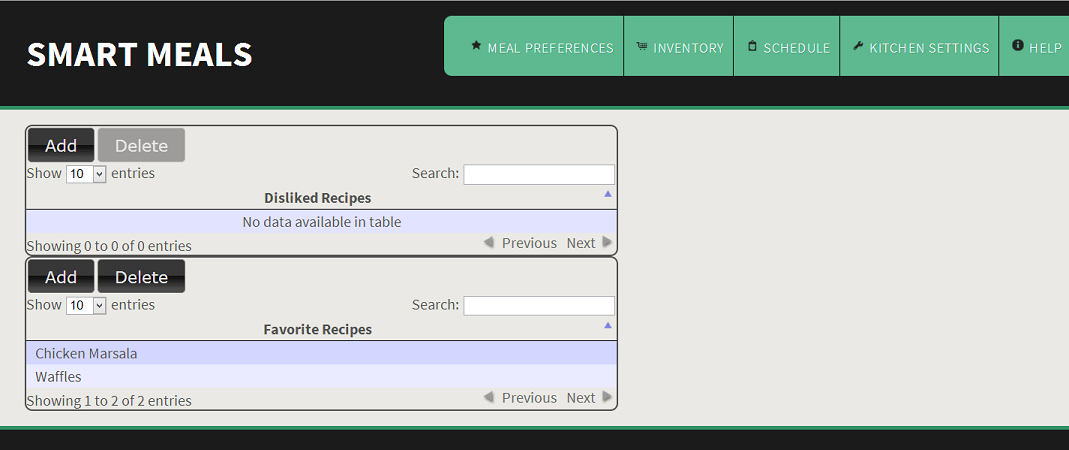 SMART MEALS
MEAL PREFERENCES INVENTORY SCHEDULE KITCHEN SETTINGS HELP
Add Delete
Show 10 entries Search:
Disliked Recipes
No data available in table
Showing 0 to 0 of 0 entries Previous Next
Add Delete
Show 10 entries Search:
Favorite Recipes
Chicken Marsala
Waffles
Showing 1 to 2 of 2 entries Previous Next